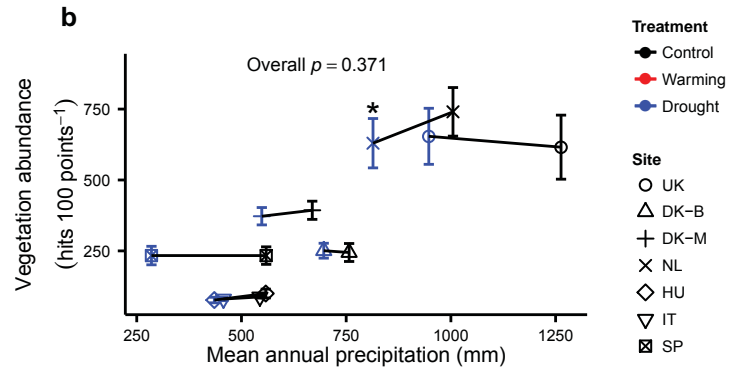 b
Overall p = 0.371
*
Vegetation abundance
(hits 100 points⁻¹)
750
500
250
250
500
750
1000
1250
Mean annual precipitation (mm)
Treatment
Control
Warming
Drought
Site
UK
DK−B
DK−M
NL
HU
IT
SP